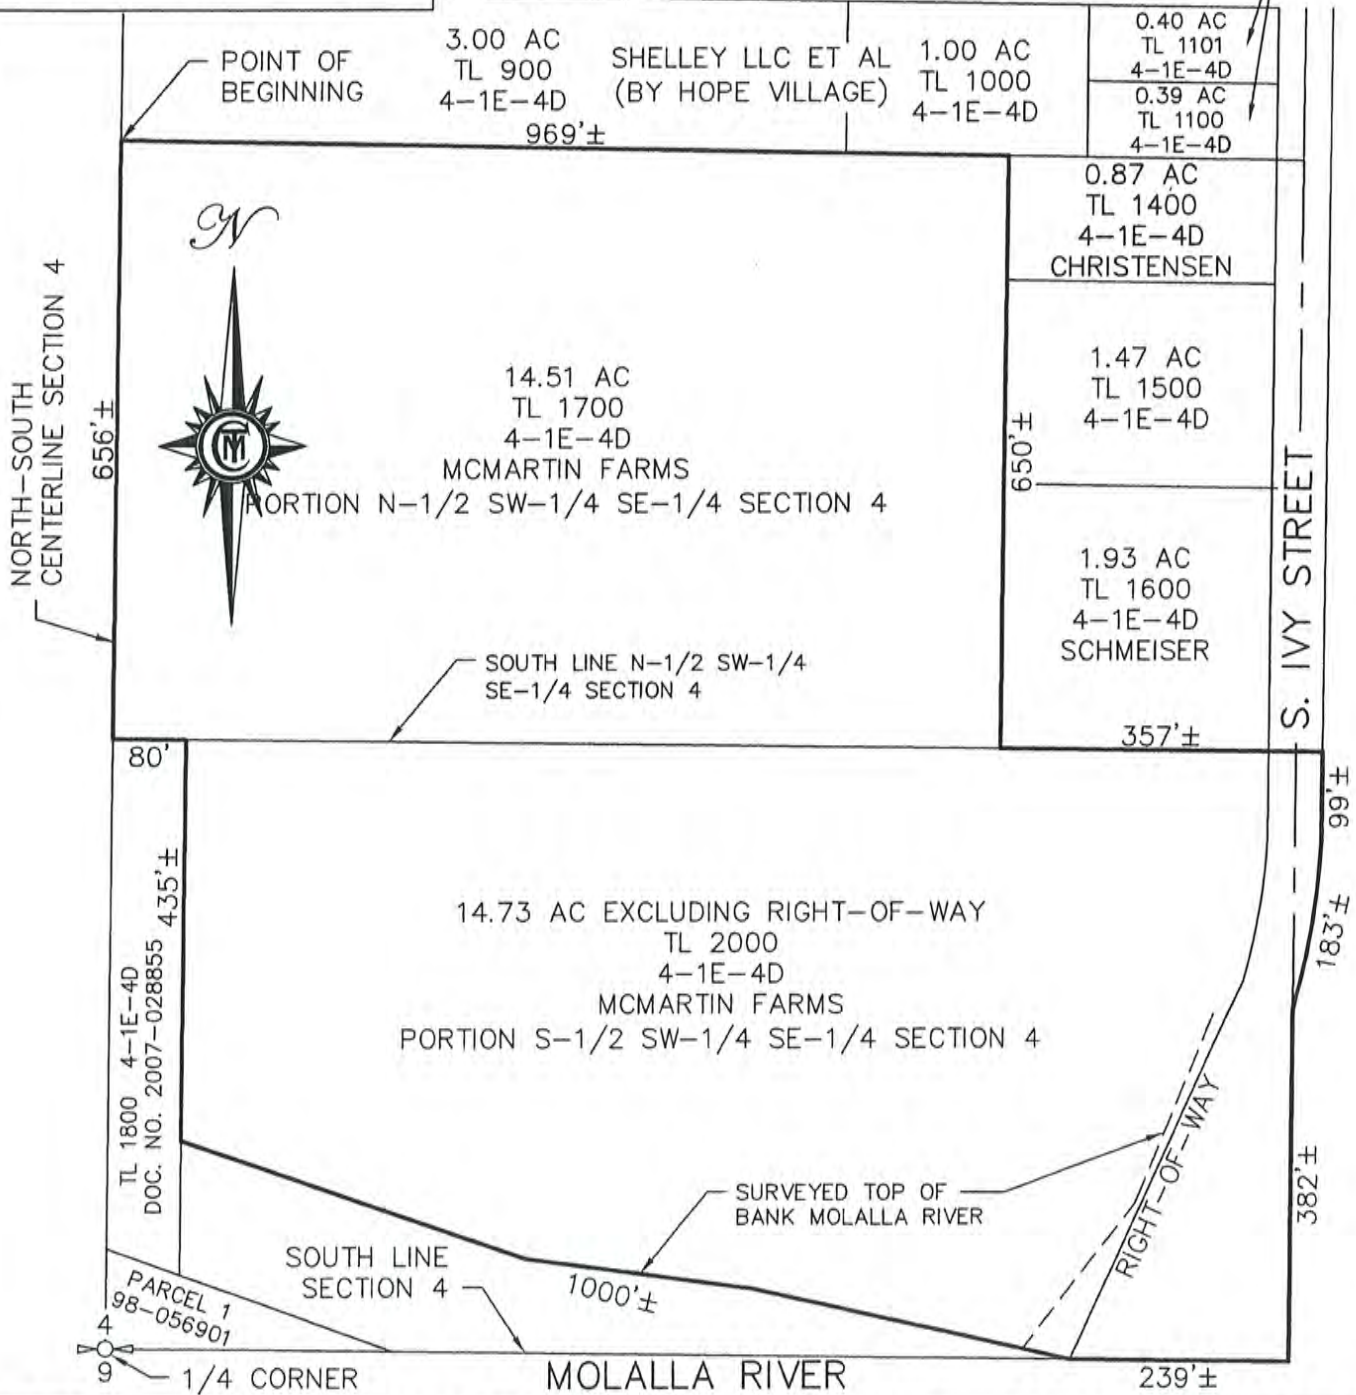 POINT OF
BEGINNING
3.00 AC
TL 900
4-1E-4D
SHELLEY LLC ET AL
(BY HOPE VILLAGE)
1.00 AC
TL 1000
4-1E-4D
0.40 AC
TL 1101
4-1E-4D
0.39 AC
TL 1100
4-1E-4D
969'±
0.87 AC
TL 1400
4-1E-4D
CHRISTENSEN
N
NORTH-SOUTH
CENTERLINE SECTION 4
656'±
14.51 AC
TL 1700
4-1E-4D
MCMARTIN FARMS
PORTION N-1/2 SW-1/4 SE-1/4 SECTION 4
650'±
1.47 AC
TL 1500
4-1E-4D
1.93 AC
TL 1600
4-1E-4D
SCHMEISER
S. IVY STREET
SOUTH LINE N-1/2 SW-1/4
SE-1/4 SECTION 4
357'±
80'
99'±
183'±
435'±
TL 1800 4-1E-4D
DOC. NO. 2007-028855
14.73 AC EXCLUDING RIGHT-OF-WAY
TL 2000
4-1E-4D
MCMARTIN FARMS
PORTION S-1/2 SW-1/4 SE-1/4 SECTION 4
RIGHT-OF-WAY
382'±
SURVEYED TOP OF
BANK MOLALLA RIVER
SOUTH LINE
SECTION 4
1000'±
PARCEL 1
98-056901
4
9
1/4 CORNER
MOLALLA RIVER
239'±